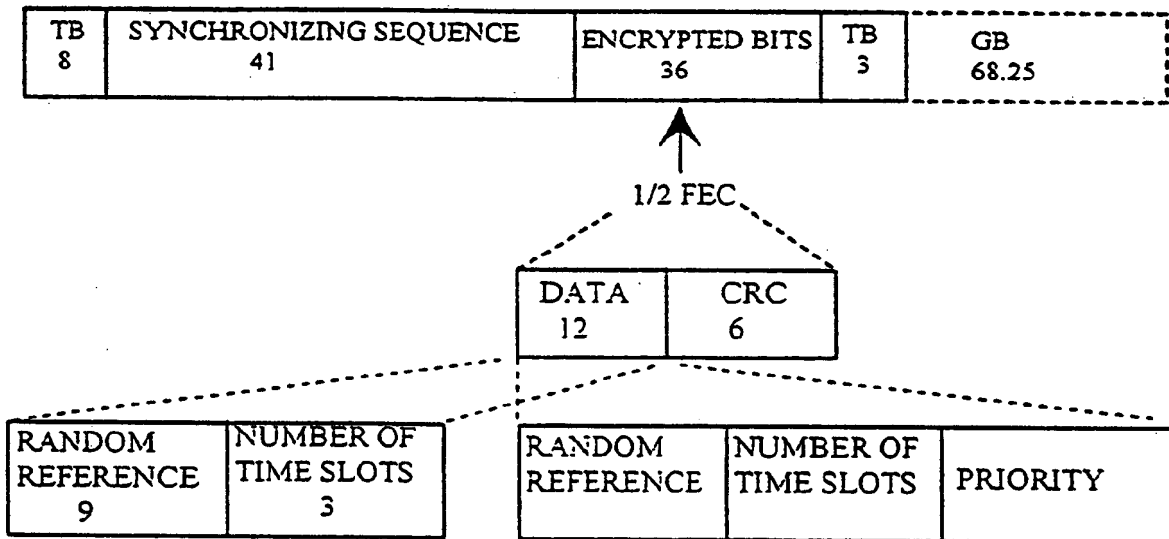 TB
8
SYNCHRONIZING SEQUENCE
41
ENCRYPTED BITS
36
TB
3
GB
68.25
1/2 FEC
DATA
12
CRC
6
RANDOM
REFERENCE
9
NUMBER OF
TIME SLOTS
3
RANDOM
REFERENCE
NUMBER OF
TIME SLOTS
PRIORITY